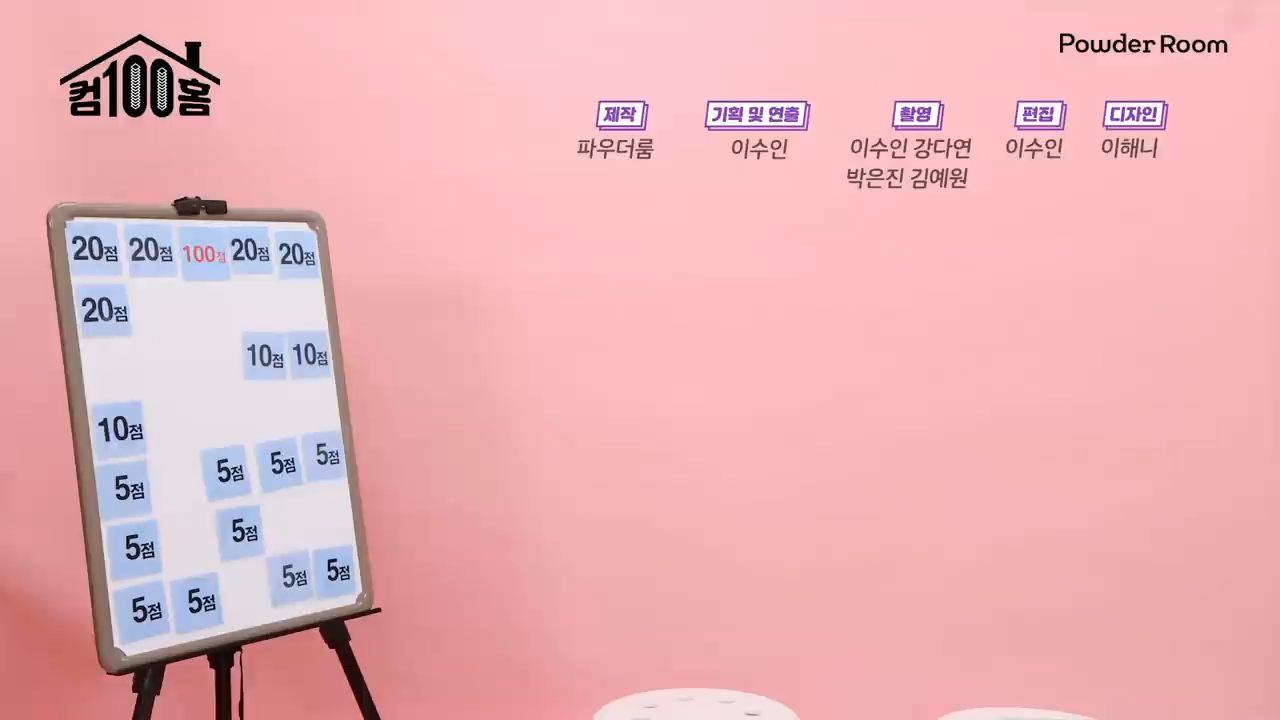 컴100홈
Powder Room
제작 기획 및 연출 촬영 편집 디자인
파우더룸 이수인 이수인 강다연 이수인 이해니
박은진 김예원
20점 20점 100점 20점 20점
20점
10점 10점
10점
5점 5점 5점
5점
5점
5점
5점 5점
5점 5점